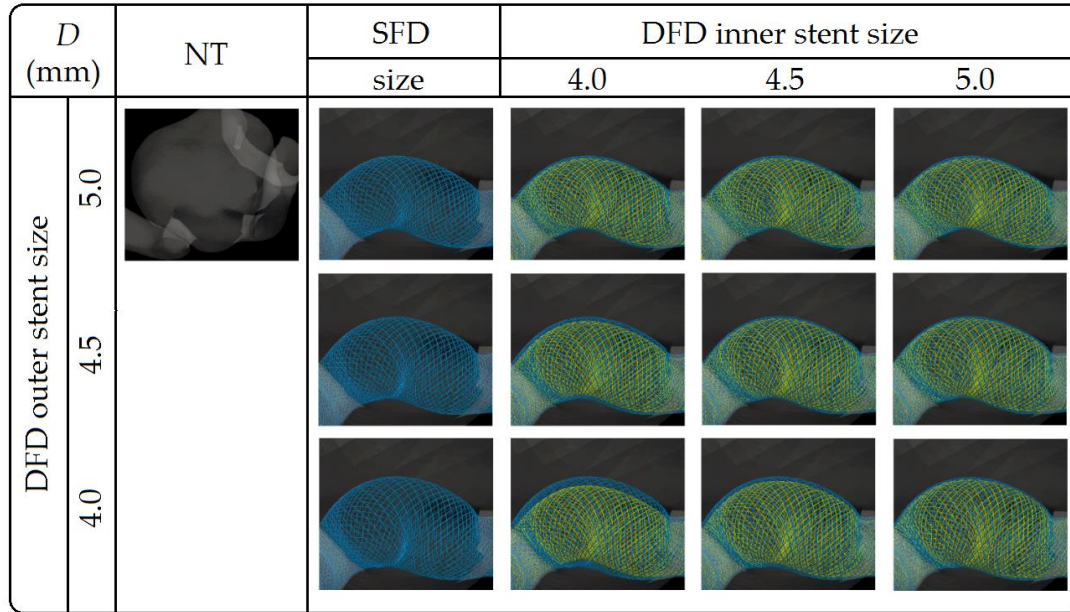 D
(mm)
NT
SFD
DFD inner stent size
size
4.0
4.5
5.0
DFD outer stent size
5.0
4.5
4.0